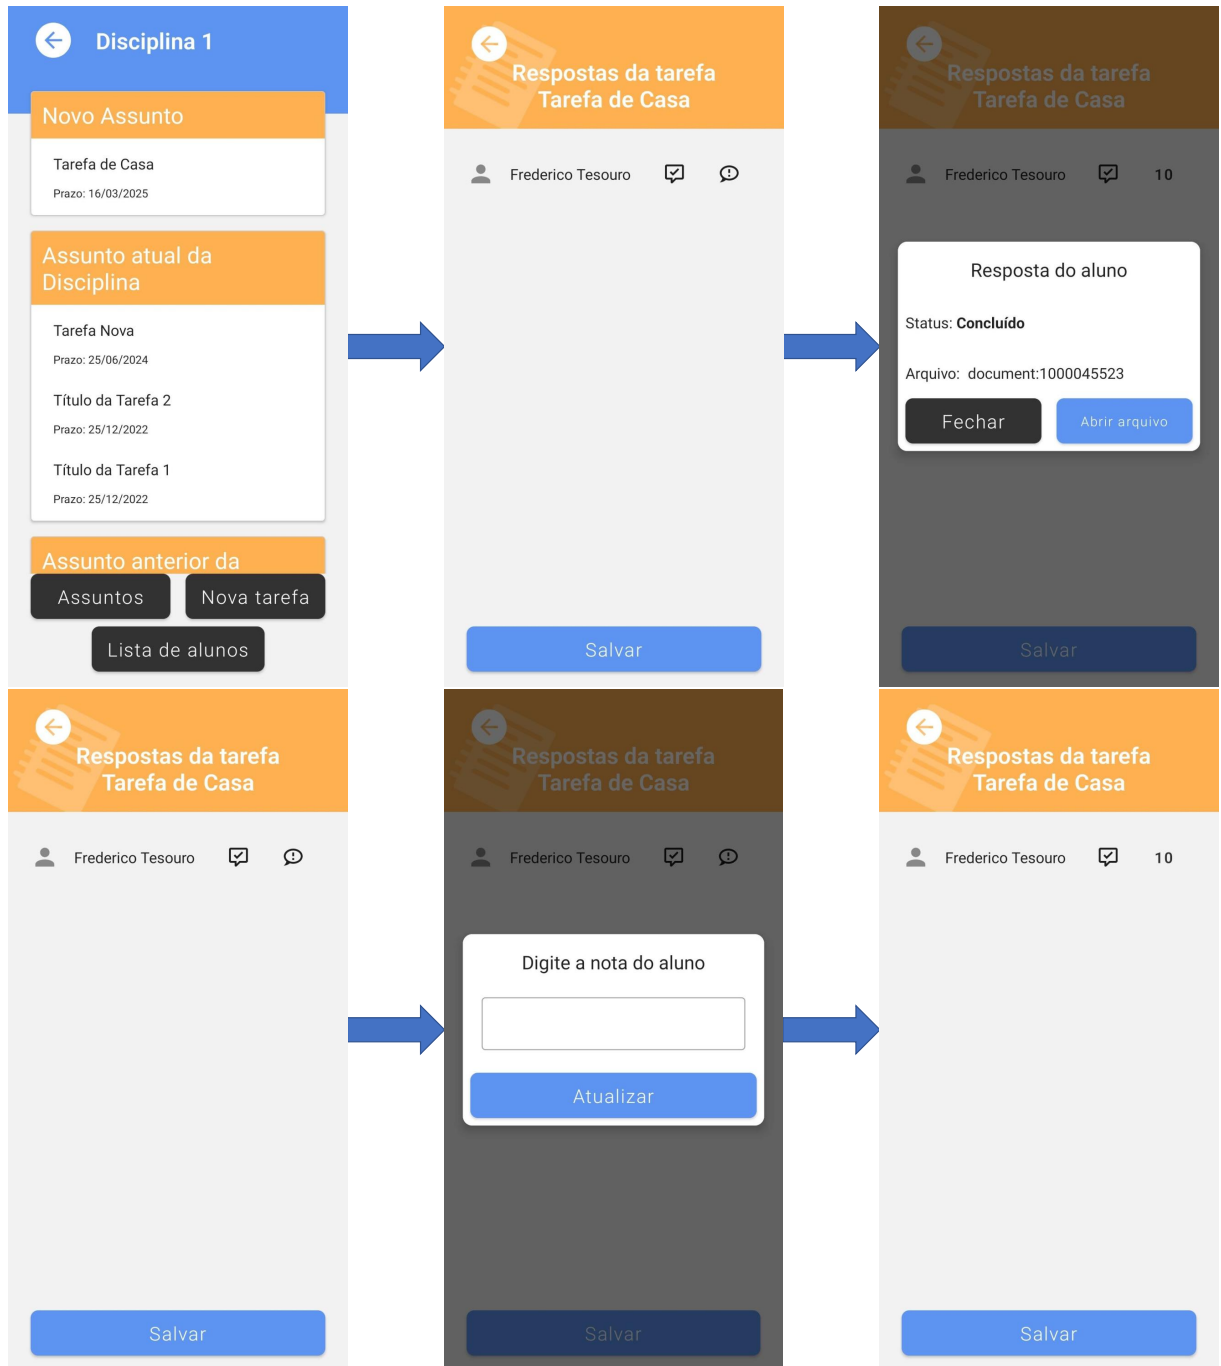 Disciplina 1
Novo Assunto
Tarefa de Casa
Prazo: 16/03/2025
Assunto atual da
Disciplina
Tarefa Nova
Prazo: 25/06/2024
Título da Tarefa 2
Prazo: 25/12/2022
Título da Tarefa 1
Prazo: 25/12/2022
Assunto anterior da
Assuntos
Nova tarefa
Lista de alunos
Respostas da tarefa
Tarefa de Casa
Frederico Tesouro
Salvar
Respostas da tarefa
Tarefa de Casa
Frederico Tesouro 10
Resposta do aluno
Status: Concluído
Arquivo: document:1000045523
Fechar
Abrir arquivo
Salvar
Respostas da tarefa
Tarefa de Casa
Frederico Tesouro
Salvar
Respostas da tarefa
Tarefa de Casa
Frederico Tesouro
Digite a nota do aluno
Atualizar
Salvar
Respostas da tarefa
Tarefa de Casa
Frederico Tesouro 10
Salvar